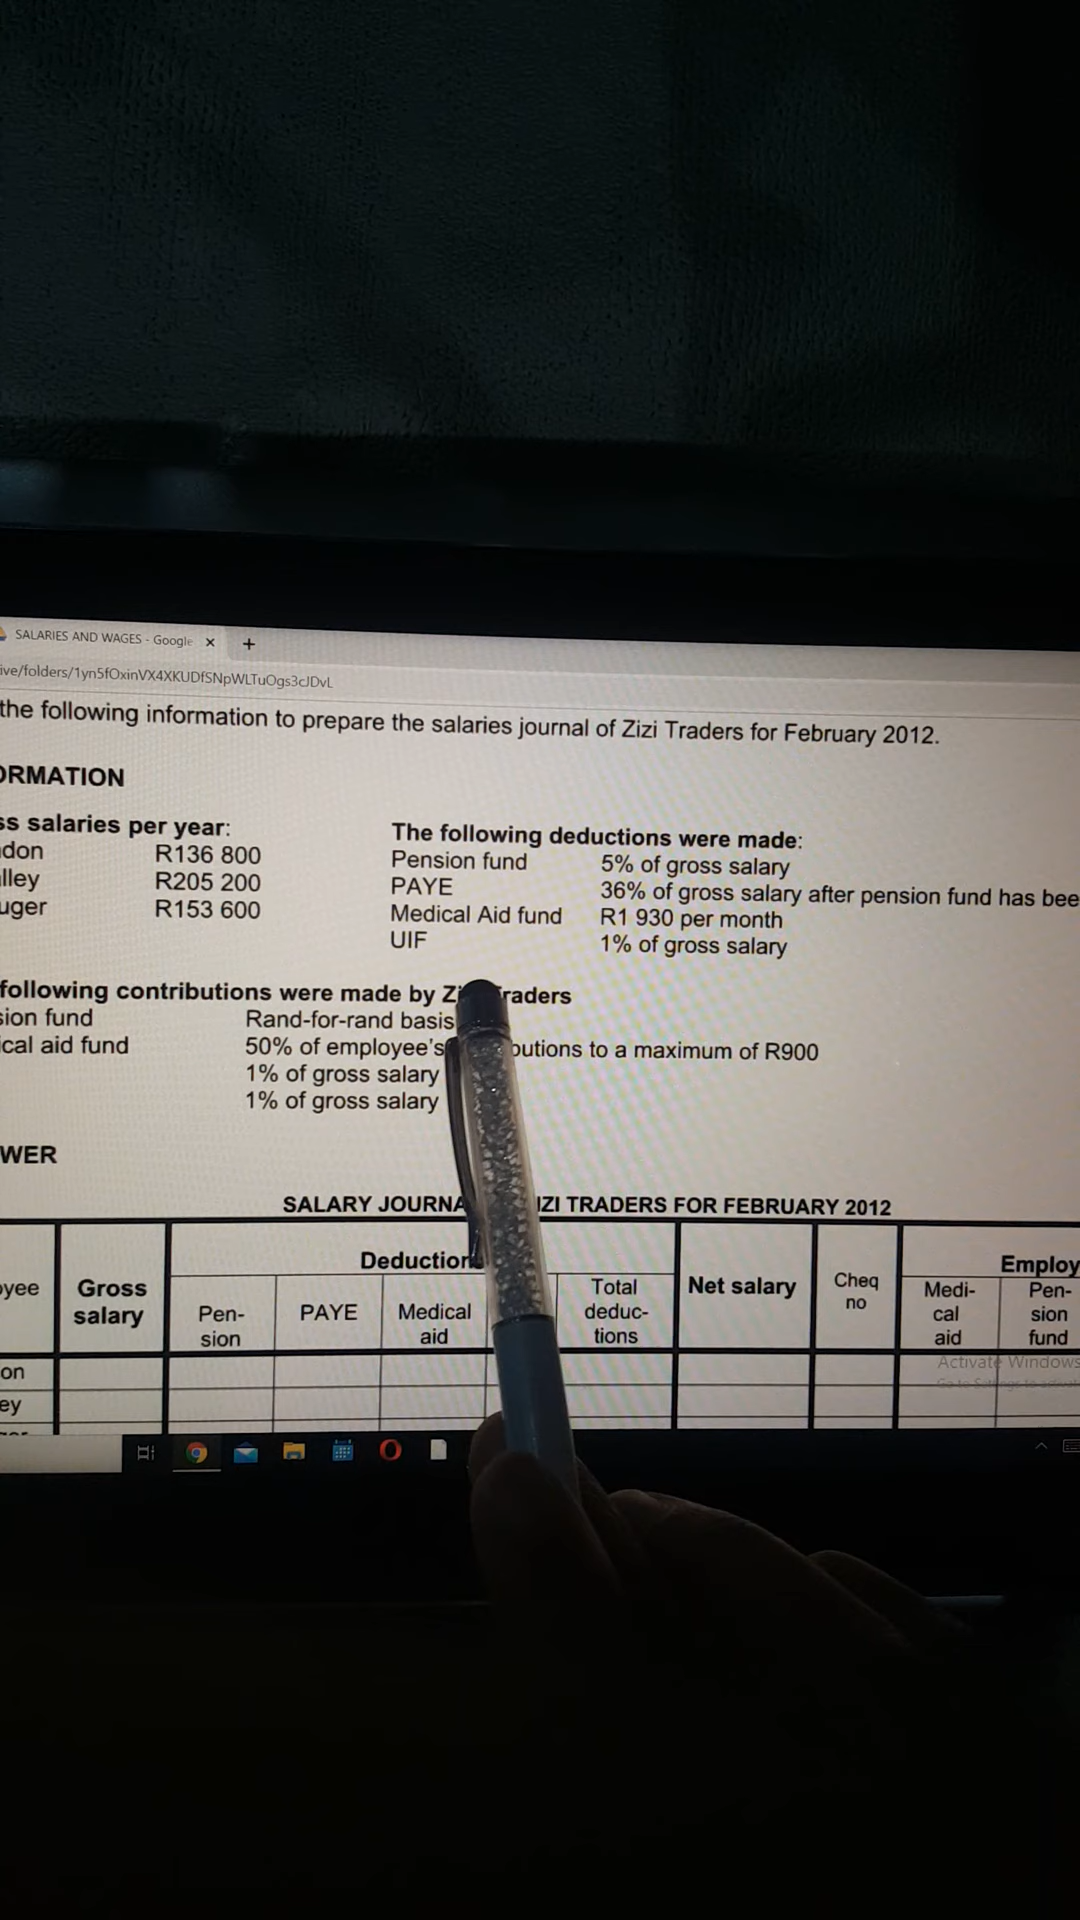 SALARIES AND WAGES - Google
ive/folders/1yn5fOxinVX4XKUDfSNpWLTuOgs3cJDvL
the following information to prepare the salaries journal of Zizi Traders for February 2012.
ORMATION
ss salaries per year:
don R136 800
lley R205 200
uger R153 600
The following deductions were made:
Pension fund 5% of gross salary
PAYE 36% of gross salary after pension fund has bee
Medical Aid fund R1 930 per month
UIF 1% of gross salary
following contributions were made by Zi raders
sion fund Rand-for-rand basis
ical aid fund 50% of employee's butions to a maximum of R900
1% of gross salary
1% of gross salary
WER
SALARY JOURNA IZI TRADERS FOR FEBRUARY 2012
yee
Gross
salary
Deduction
Pen-
sion
PAYE
Medical
aid
Total
deduc-
tions
Net salary
Cheq
no
Employ
Medi-
cal
aid
Pen-
sion
fund
on
ey
Activate Windows